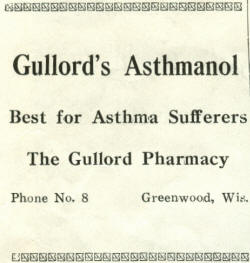 Gullord's Asthmanol
Best for Asthma Sufferers
The Gullord Pharmacy
Phone No. 8 Greenwood, Wis.